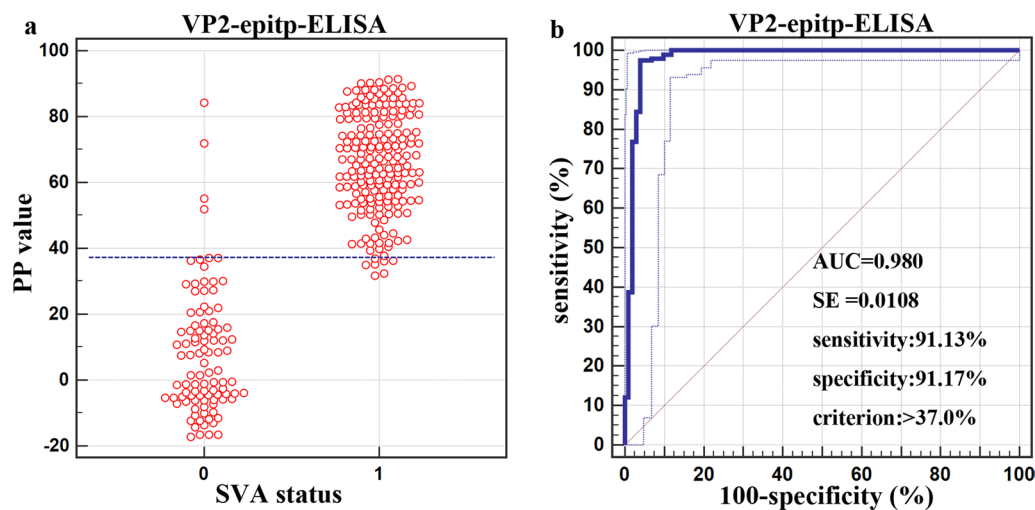 a
VP2-epitp-ELISA
PP value
100
80
60
40
20
0
-20
0
1
SVA status
b
VP2-epitp-ELISA
sensitivity (%)
100
90
80
70
60
50
40
30
20
10
0
AUC=0.980
SE =0.0108
sensitivity:91.13%
specificity:91.17%
criterion:>37.0%
0
20
40
60
80
100
100-specificity (%)